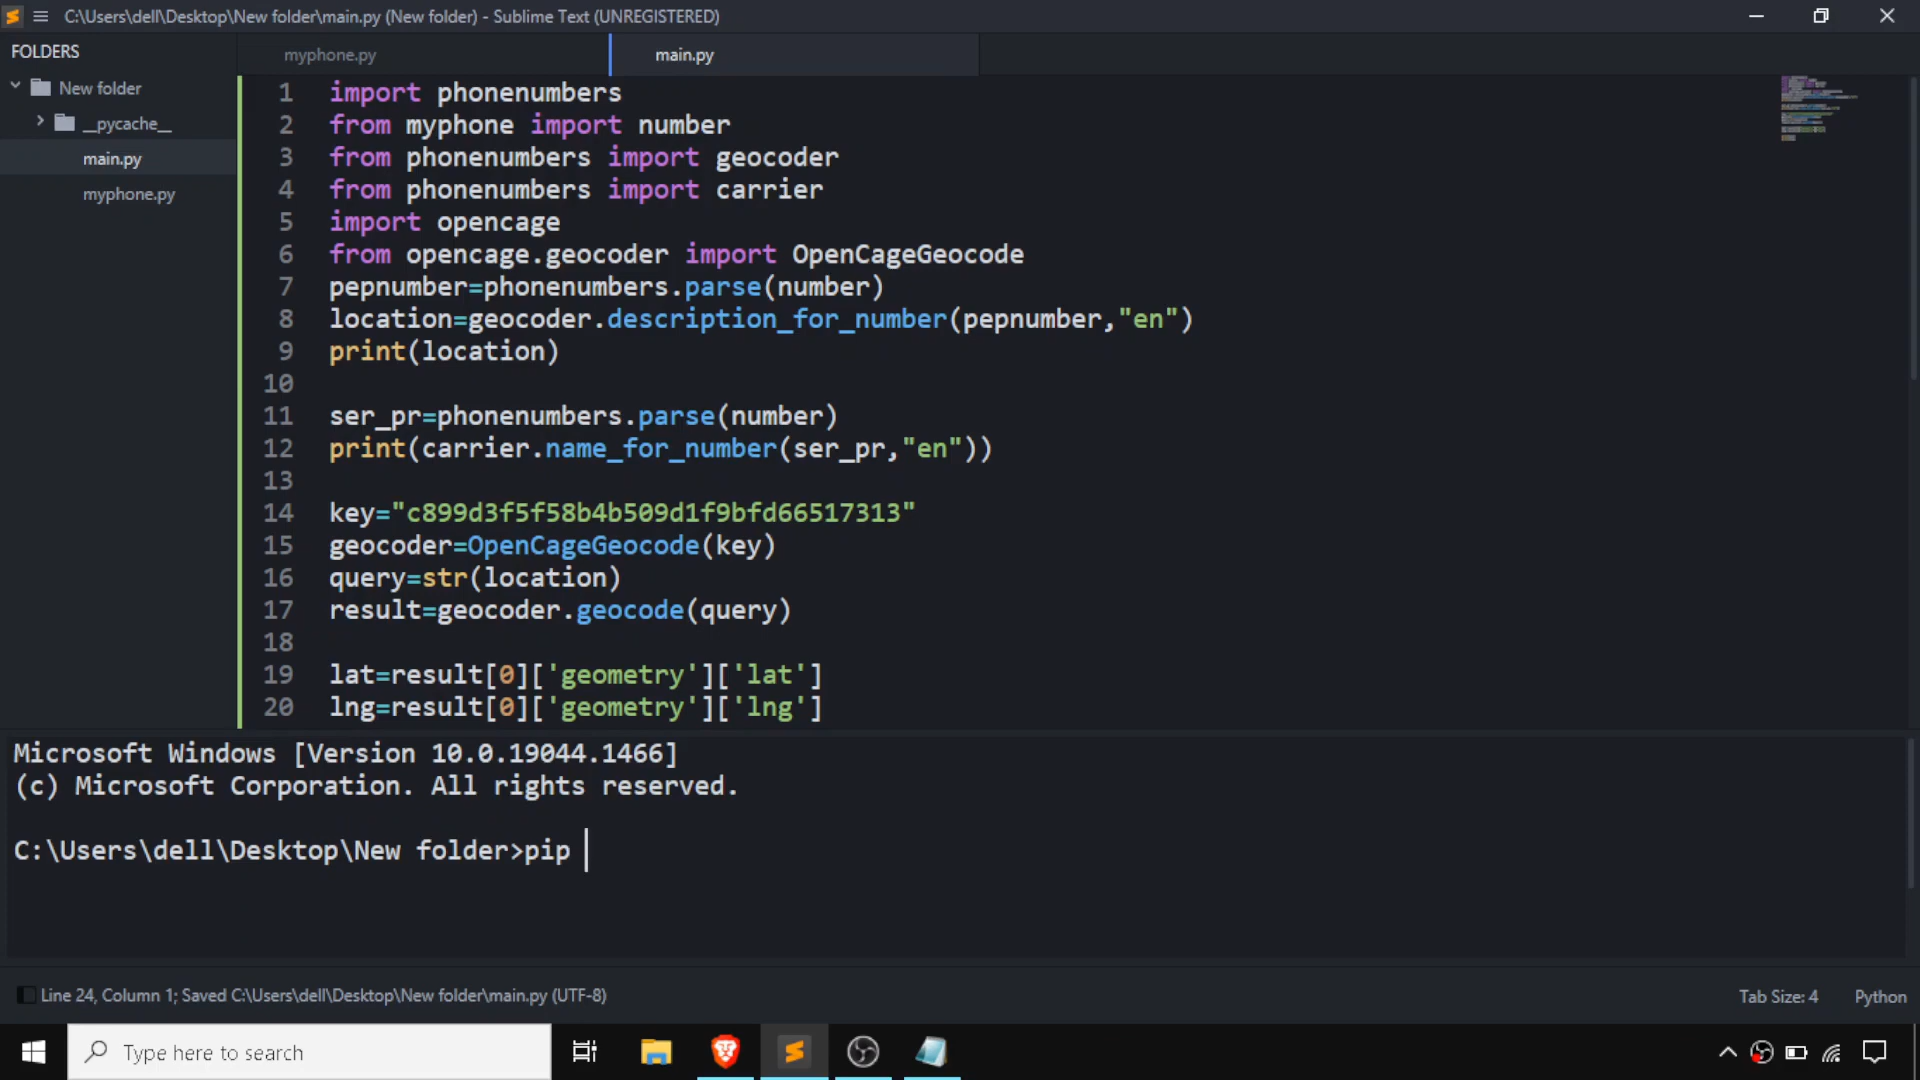 C:\Users\dell\Desktop\New folder\main.py (New folder) - Sublime Text (UNREGISTERED)
FOLDERS
New folder
__pycache__
main.py
myphone.py
myphone.py
main.py
1 import phonenumbers
2 from myphone import number
3 from phonenumbers import geocoder
4 from phonenumbers import carrier
5 import opencage
6 from opencage.geocoder import OpenCageGeocode
7 pepnumber=phonenumbers.parse(number)
8 location=geocoder.description_for_number(pepnumber,"en")
9 print(location)
10
11 ser_pr=phonenumbers.parse(number)
12 print(carrier.name_for_number(ser_pr,"en"))
13
14 key="c899d3f5f58b4b509d1f9bfd66517313"
15 geocoder=OpenCageGeocode(key)
16 query=str(location)
17 result=geocoder.geocode(query)
18
19 lat=result[0]['geometry']['lat']
20 lng=result[0]['geometry']['lng']
Microsoft Windows [Version 10.0.19044.1466]
(c) Microsoft Corporation. All rights reserved.
C:\Users\dell\Desktop\New folder>pip
Line 24, Column 1; Saved C:\Users\dell\Desktop\New folder\main.py (UTF-8)
Tab Size: 4
Python
Type here to search